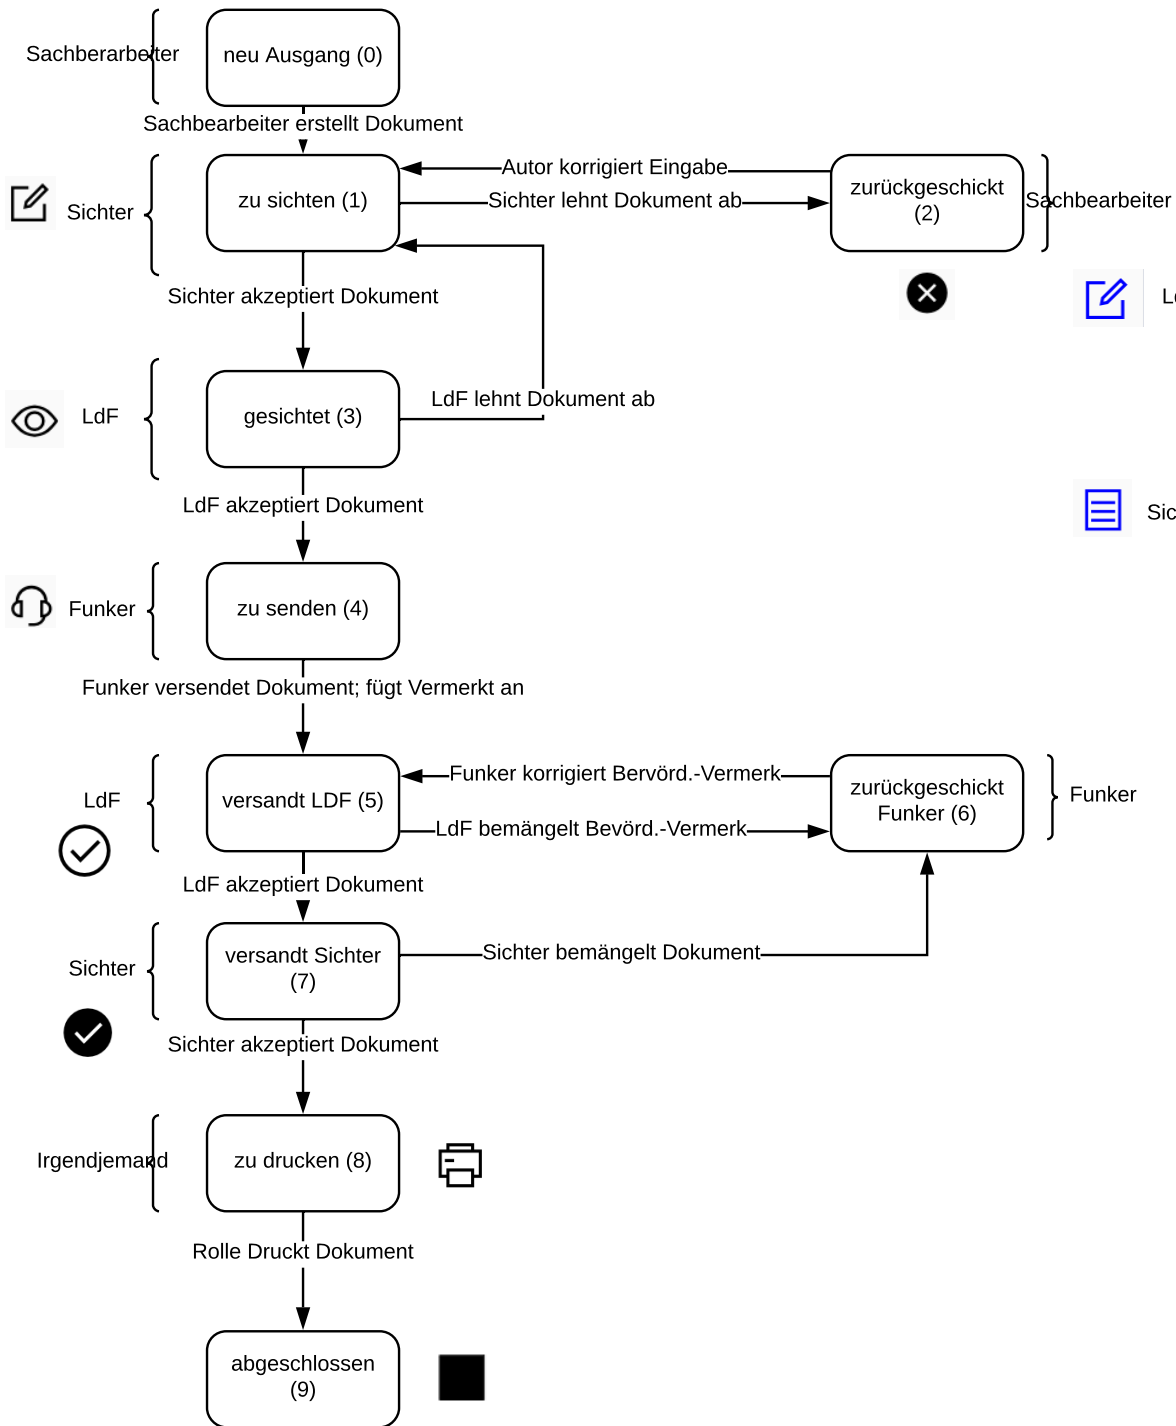 Sachberarbeiter
neu Ausgang (0)
Sachbearbeiter erstellt Dokument
Sichter
zu sichten (1)
Autor korrigiert Eingabe
Sichter lehnt Dokument ab
zurückgeschickt
(2)
Sachbearbeiter
Sichter akzeptiert Dokument
LdF
gesichtet (3)
LdF lehnt Dokument ab
LdF akzeptiert Dokument
Funker
zu senden (4)
Funker versendet Dokument; fügt Vermerkt an
LdF
versandt LDF (5)
Funker korrigiert Bervörd.-Vermerk
LdF bemängelt Bevörd.-Vermerk
zurückgeschickt
Funker (6)
Funker
LdF akzeptiert Dokument
Sichter
versandt Sichter
(7)
Sichter bemängelt Dokument
Sichter akzeptiert Dokument
Irgendjemand
zu drucken (8)
Rolle Druckt Dokument
abgeschlossen
(9)